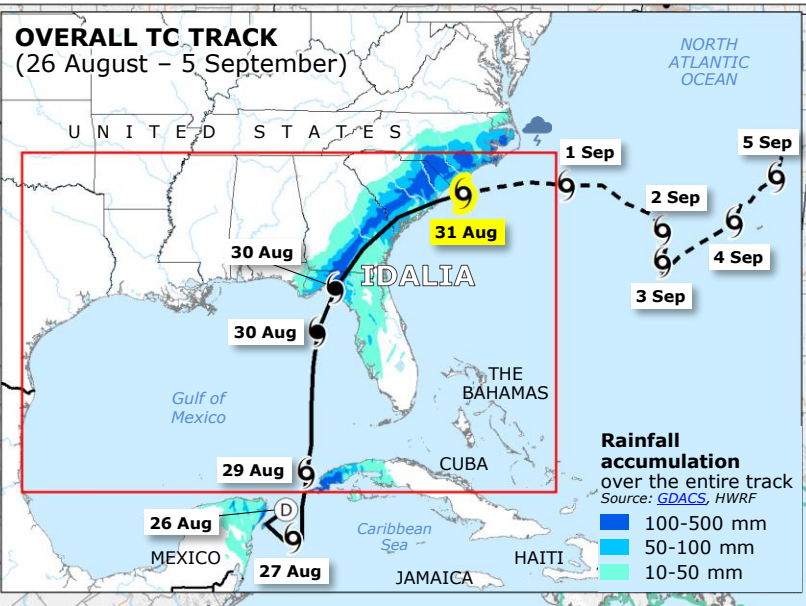 OVERALL TC TRACK
(26 August – 5 September)
NORTH
ATLANTIC
OCEAN
UNITED STATES
1 Sep
5 Sep
2 Sep
31 Aug
4 Sep
30 Aug
IDALIA
3 Sep
30 Aug
THE
BAHAMAS
Gulf of
Mexico
Rainfall
accumulation
over the entire track
Source: GDACS, HWRF
100-500 mm
50-100 mm
10-50 mm
29 Aug
CUBA
D
26 Aug
Caribbean
Sea
MEXICO
27 Aug
HAITI
JAMAICA